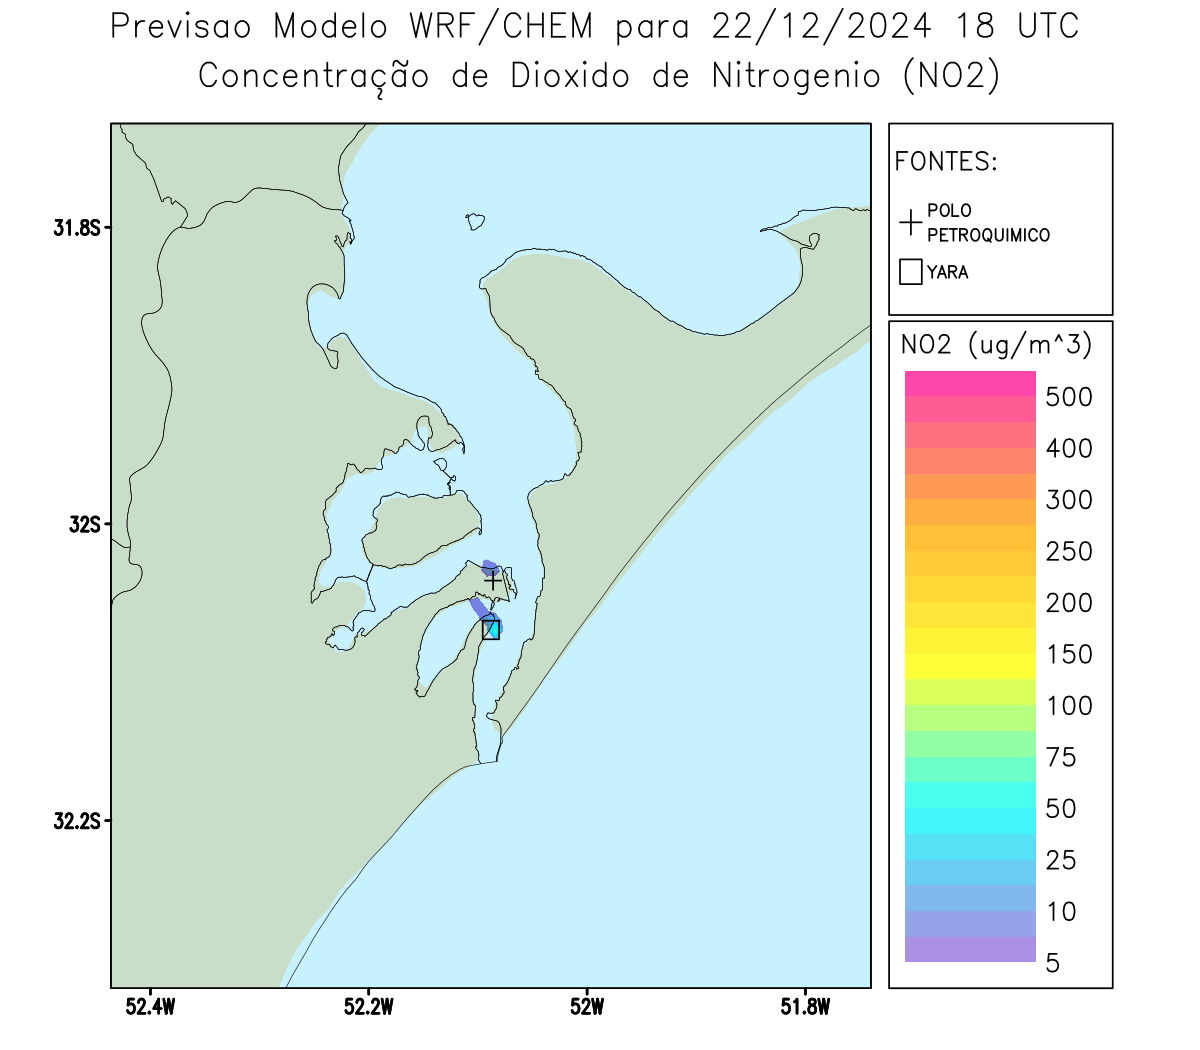 Previsao Modelo WRF/CHEM para 22/12/2024 18 UTC
Concentração de Dioxido de Nitrogenio (NO2)
FONTES:
POLO
PETROQUIMICO
YARA
31.8S
32S
32.2S
52.4W
52.2W
52W
51.8W
NO2 (ug/m^3)
500
400
300
250
200
150
100
75
50
25
10
5